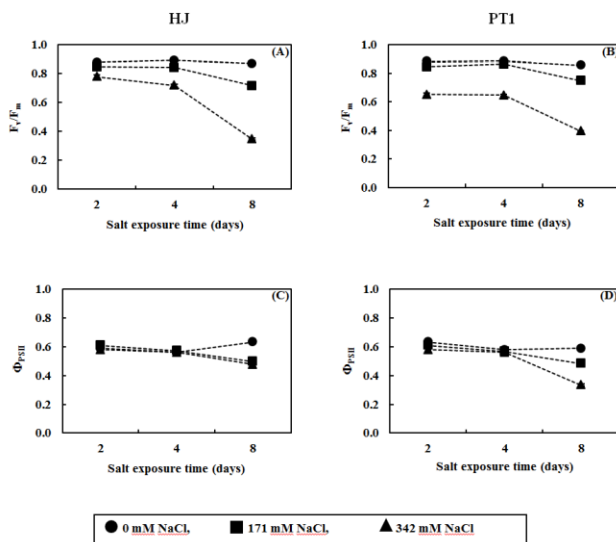 HJ
PT1
1.0
0.8
0.6
0.4
0.2
0.0
Fv/Fm
(A)
2
4
8
Salt exposure time (days)
1.0
0.8
0.6
0.4
0.2
0.0
Fv/Fm
(B)
2
4
8
Salt exposure time (days)
1.0
0.8
0.6
0.4
0.2
0.0
ΦPSII
(C)
2
4
8
Salt exposure time (days)
1.0
0.8
0.6
0.4
0.2
0.0
ΦPSII
(D)
2
4
8
Salt exposure time (days)
0 mM NaCl, 171 mM NaCl, 342 mM NaCl